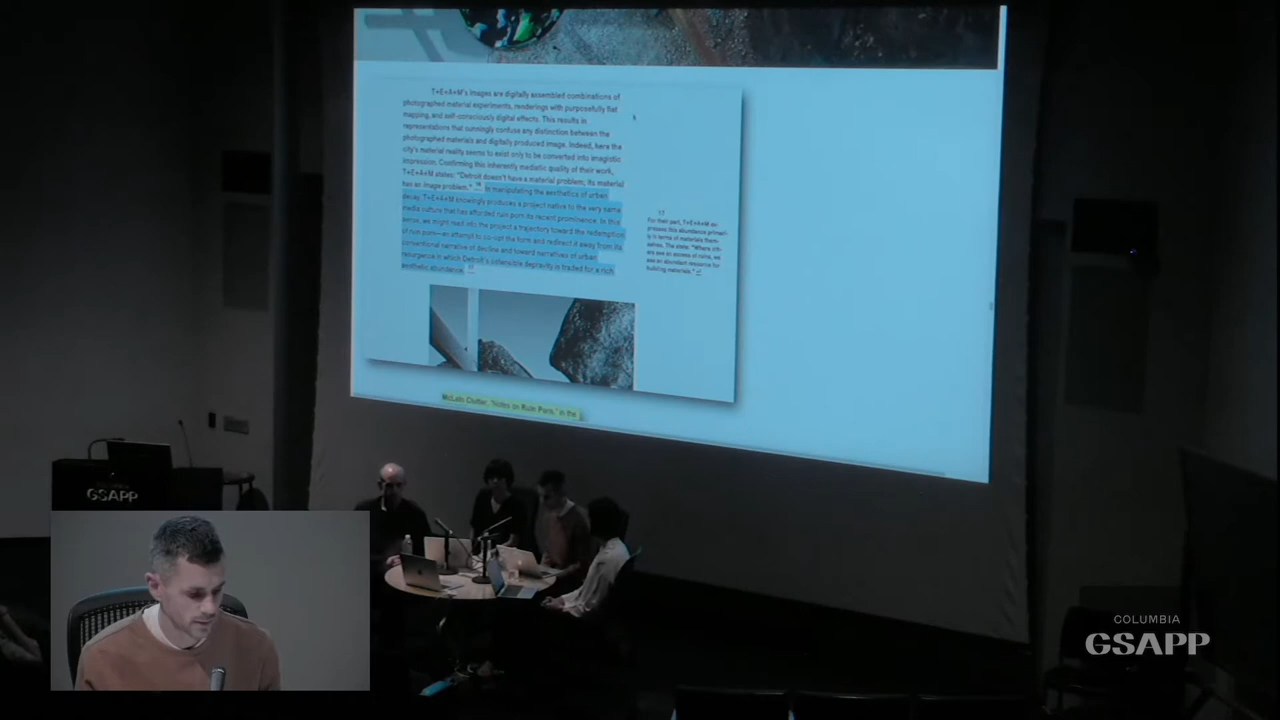 T+E+A+M's images are digitally assembled combinations of
photographed material experiments, renderings with purposefully flat
mapping, and self-consciously digital effects. This results in
representations that cunningly confuse any distinction between the
photographed materials and digitally produced image. Indeed, here the
city's material reality seems to exist only to be converted into imagistic
impression. Confirming this inherently mediatic quality of their work,
T+E+A+M states: "Detroit doesn't have a material problem; its material
has an image problem." In manipulating the aesthetics of urban
decay, T+E+A+M knowingly produces a project native to the very same
media culture that has afforded ruin porn its recent prominence. In this
sense, we might read into the project a trajectory toward the redemption
of ruin porn—an attempt to co-opt the form and redirect it away from its
conventional narrative of decline and toward narratives of urban
resurgence in which Detroit's ostensible depravity is traded for a rich
aesthetic abundance.
17
For their part, T+E+A+M ex-
presses this abundance primari-
ly in terms of materials them-
selves. The state: "Where oth-
ers see an excess of ruins, we
see an abundant resource for
building materials."
McLain Clutter, "Notes on Ruin Porn," in the
COLUMBIA
GSAPP
COLUMBIA
GSAPP